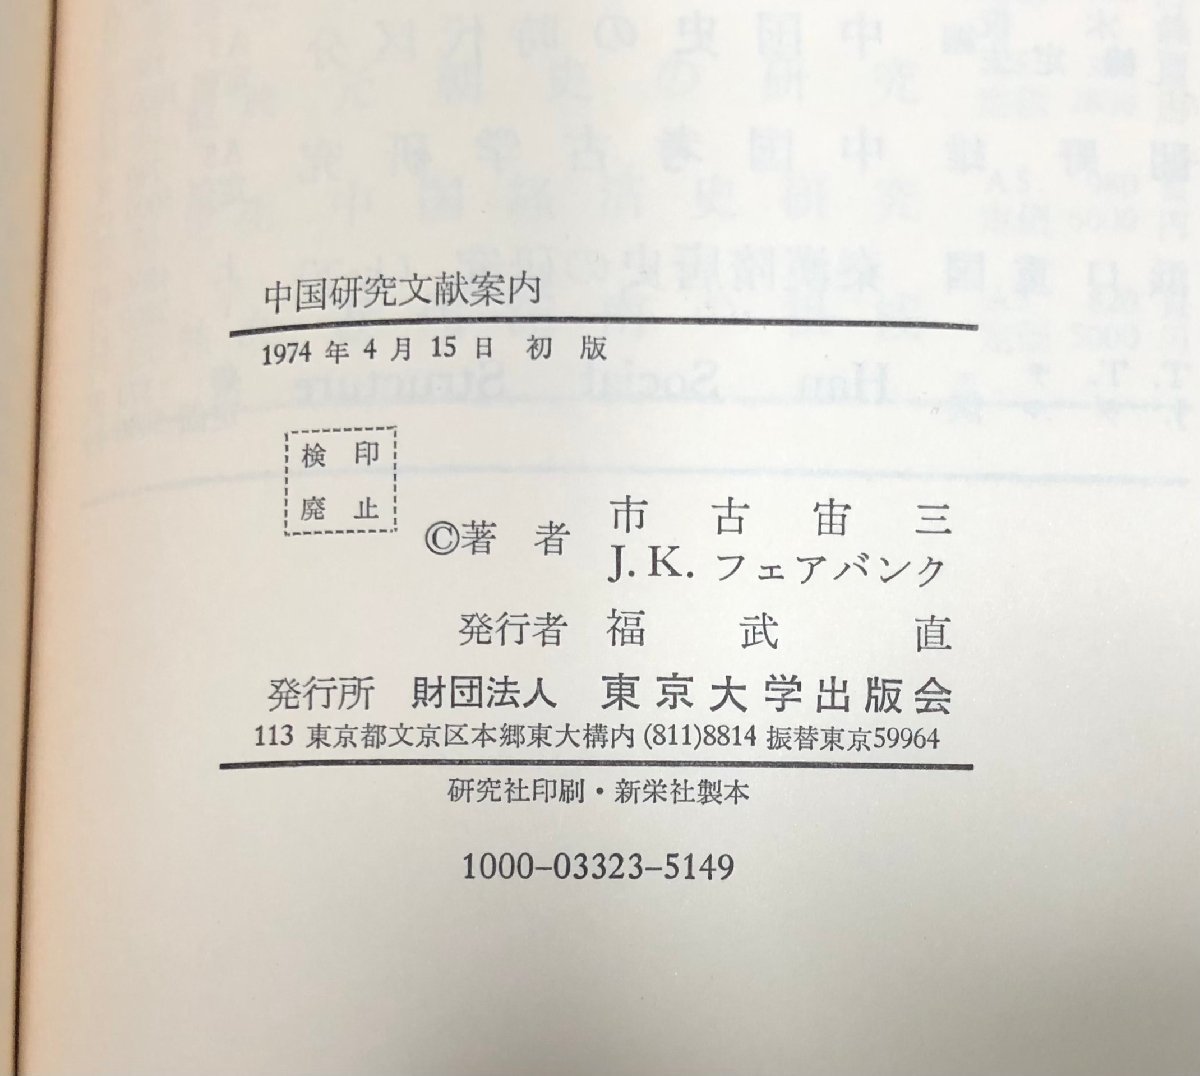 中国研究文献案内
1974年4月15日 初版
検印
廃止
©著者 市古宙三
J.K.フェアバンク
発行者 福武直
発行所 財団法人 東京大学出版会
113 東京都文京区本郷東大構内 (811)8814 振替東京59964
研究社印刷・新栄社製本
1000-03323-5149